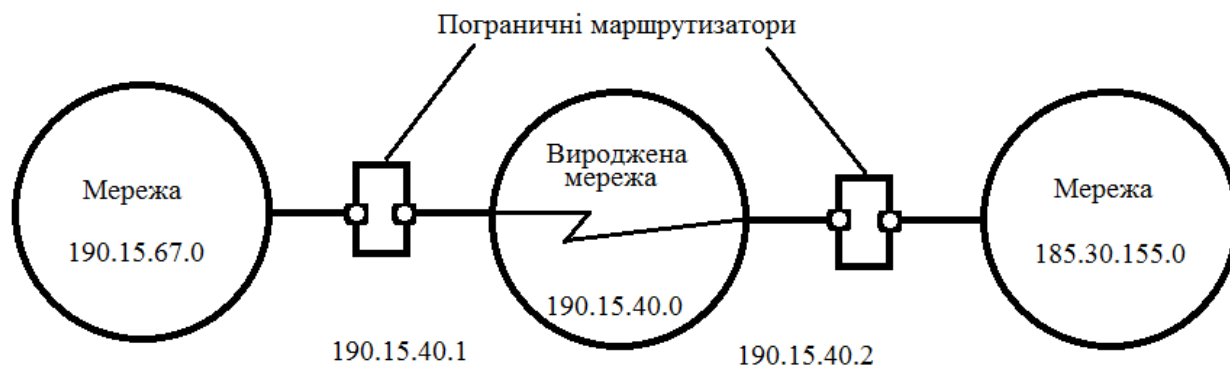 Пограничні маршрутизатори
Мережа
190.15.67.0
Вироджена
мережа
190.15.40.0
Мережа
185.30.155.0
190.15.40.1
190.15.40.2